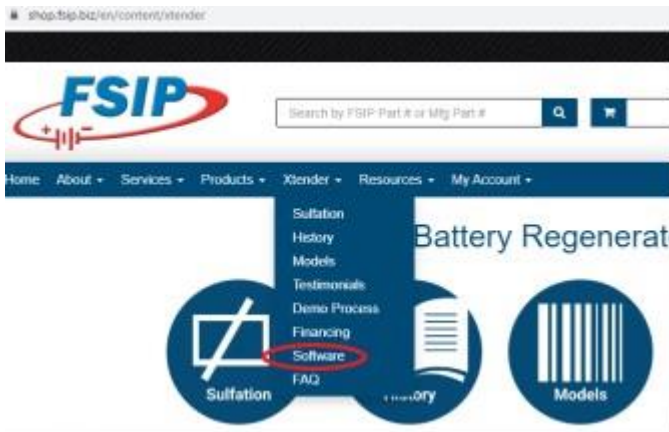 shop.fsip.biz/en/content/xtender
FSIP
Search by FSIP Part # or Mfg Part #
Home About Services Products Xtender Resources My Account
Sulfation
History
Models
Testimonials
Demo Process
Financing
Software
FAQ
Battery Regenerat
Sulfation
History
Models